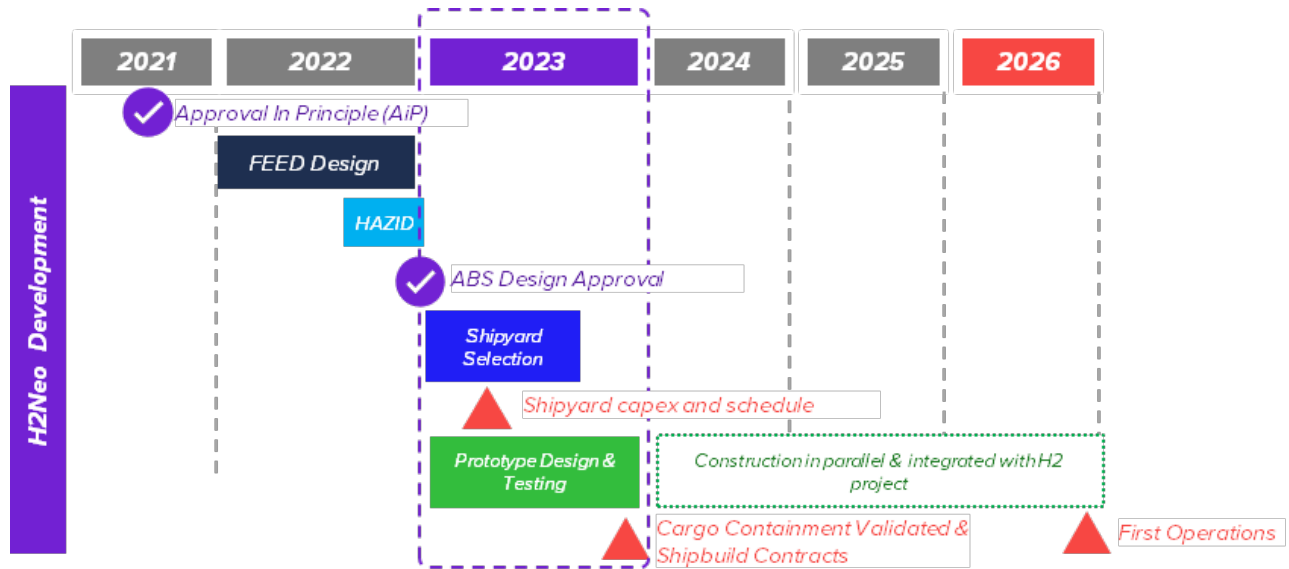 2021
2022
2023
2024
2025
2026
H2Neo Development
Approval In Principle (AiP)
FEED Design
HAZID
ABS Design Approval
Shipyard
Selection
Shipyard capex and schedule
Prototype Design &
Testing
Construction in parallel & integrated with H2
project
Cargo Containment Validated &
Shipbuild Contracts
First Operations